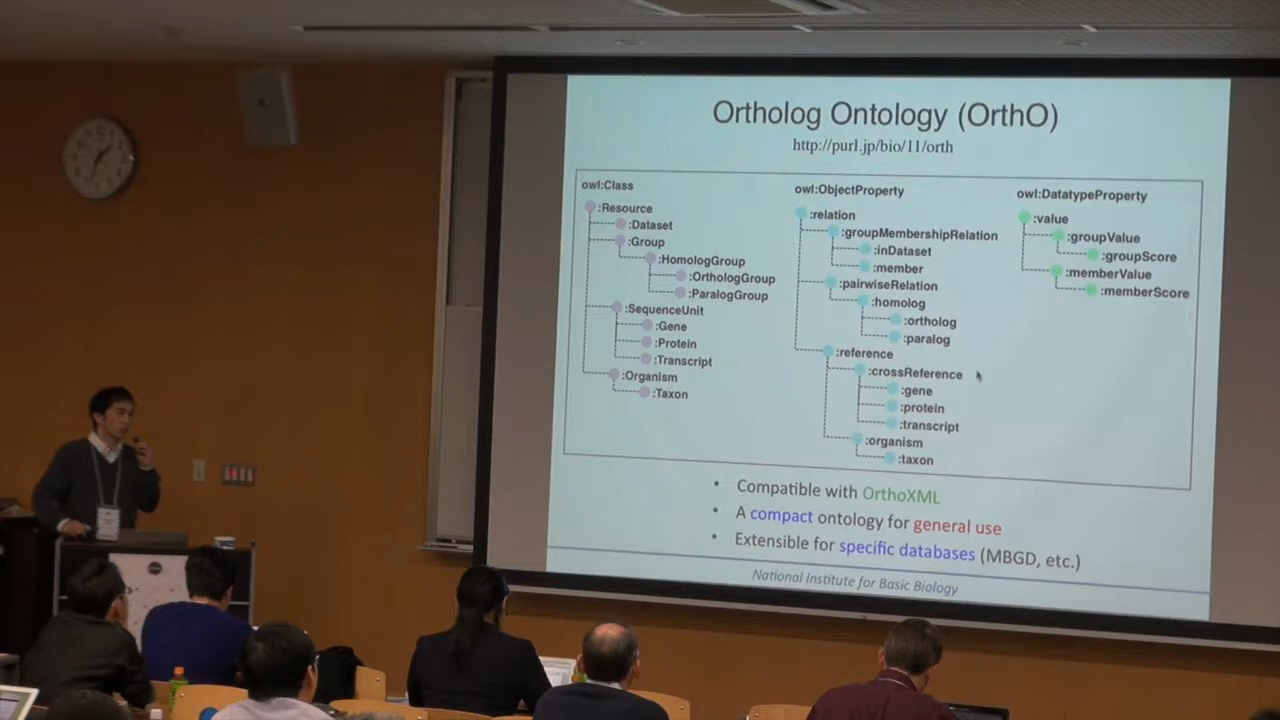 Ortholog Ontology (OrthO)
http://purl.jp/bio/11/orth
owl:Class
:Resource
:Dataset
:Group
:HomologGroup
:OrthologGroup
:ParalogGroup
:SequenceUnit
:Gene
:Protein
:Transcript
:Organism
:Taxon
owl:ObjectProperty
:relation
:groupMembershipRelation
:inDataset
:member
:pairwiseRelation
:homolog
:ortholog
:paralog
:reference
:crossReference
:gene
:protein
:transcript
:organism
:taxon
owl:DatatypeProperty
:value
:groupValue
:groupScore
:memberValue
:memberScore
• Compatible with OrthoXML
• A compact ontology for general use
• Extensible for specific databases (MBGD, etc.)
National Institute for Basic Biology